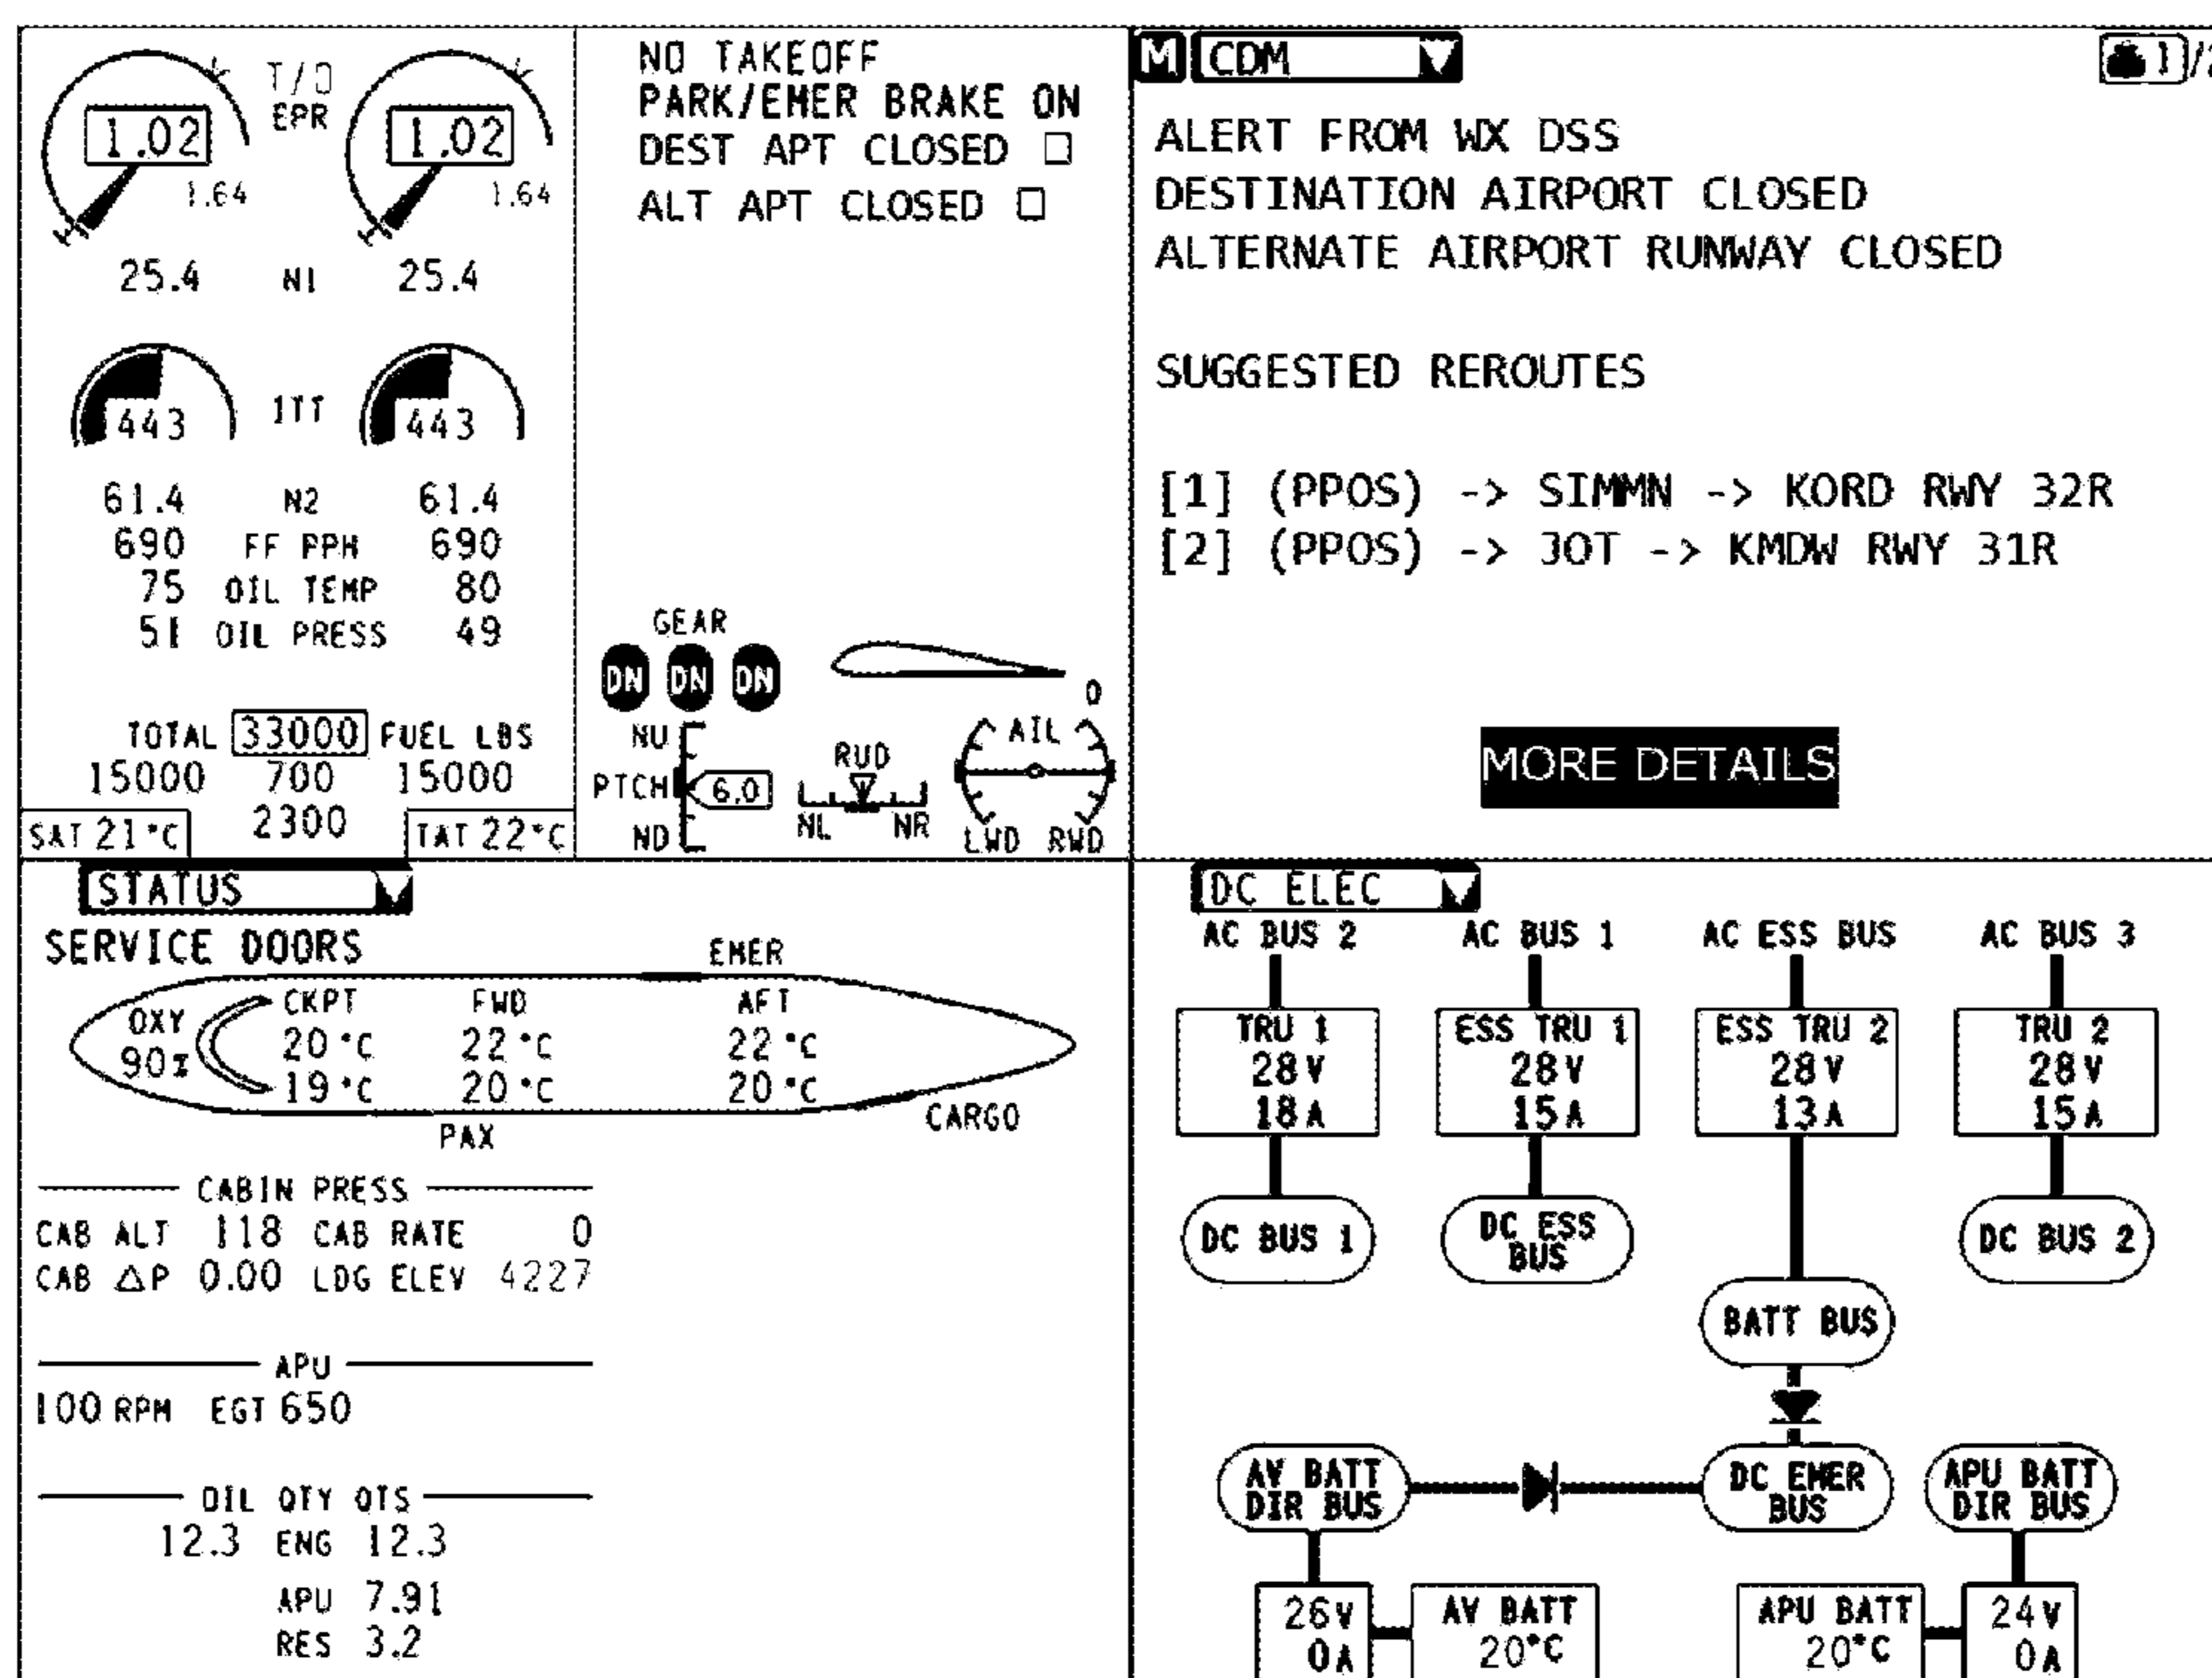 T/O
EPR
1.02 1.02
1.64 1.64
25.4 N1 25.4
443 ITT 443
61.4 N2 61.4
690 FF PPH 690
75 OIL TEMP 80
51 OIL PRESS 49
TOTAL 33000 FUEL LBS
15000 700 15000
SAT 21°C 2300 TAT 22°C
NO TAKEOFF
PARK/EMER BRAKE ON
DEST APT CLOSED
ALT APT CLOSED
GEAR
DN DN DN
0
NU
PTCH 6.0
ND
RUD
NL NR
AIL
LWD RWD
M CDM
1/2
ALERT FROM WX DSS
DESTINATION AIRPORT CLOSED
ALTERNATE AIRPORT RUNWAY CLOSED
SUGGESTED REROUTES
[1] (PPOS) -> SIMMN -> KORD RWY 32R
[2] (PPOS) -> JOT -> KMDW RWY 31R
MORE DETAILS
STATUS
SERVICE DOORS
EMER
OXY
90%
CKPT FWD AFT
20°C 22°C 22°C
19°C 20°C 20°C
PAX
CARGO
CABIN PRESS
CAB ALT 118 CAB RATE 0
CAB △P 0.00 LDG ELEV 4227
APU
100 RPM EGT 650
OIL QTY QTS
12.3 ENG 12.3
APU 7.91
RES 3.2
DC ELEC
AC BUS 2 AC BUS 1 AC ESS BUS AC BUS 3
TRU 1 ESS TRU 1 ESS TRU 2 TRU 2
28V 28V 28V 28V
18A 15A 13A 15A
DC BUS 1
DC ESS
BUS
DC BUS 2
BATT BUS
AV BATT
DIR BUS
DC EMER
BUS
APU BATT
DIR BUS
26V AV BATT APU BATT 24V
0A 20°C 20°C 0A